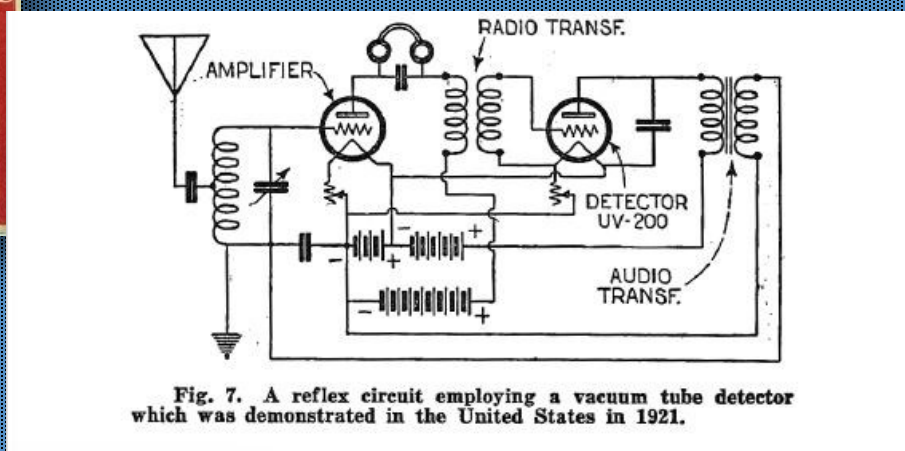 RADIO TRANSF.
AMPLIFIER
DETECTOR
UV-200
AUDIO
TRANSF.
- + - +
- +
Fig. 7. A reflex circuit employing a vacuum tube detector
which was demonstrated in the United States in 1921.